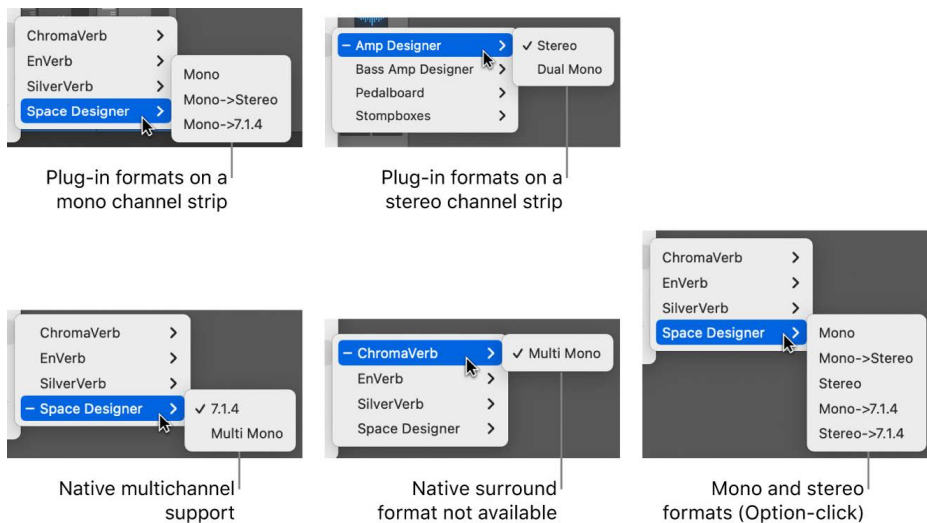 ChromaVerb
EnVerb
SilverVerb
Space Designer
Mono
Mono->Stereo
Mono->7.1.4
Plug-in formats on a
mono channel strip
– Amp Designer
Bass Amp Designer
Pedalboard
Stompboxes
✓ Stereo
Dual Mono
Plug-in formats on a
stereo channel strip
ChromaVerb
EnVerb
SilverVerb
– Space Designer
✓ 7.1.4
Multi Mono
Native multichannel
support
– ChromaVerb
EnVerb
SilverVerb
Space Designer
✓ Multi Mono
Native surround
format not available
ChromaVerb
EnVerb
SilverVerb
Space Designer
Mono
Mono->Stereo
Stereo
Mono->7.1.4
Stereo->7.1.4
Mono and stereo
formats (Option-click)